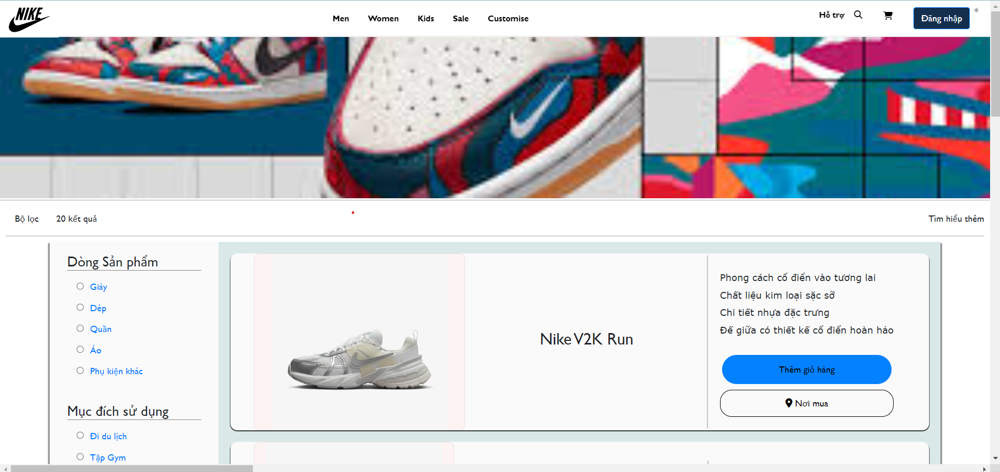 NIKE
Men Women Kids Sale Customise
Hỗ trợ
Đăng nhập *
Bộ lọc 20 kết quả
Tìm hiểu thêm
Dòng Sản phẩm
Giày
Dép
Quần
Áo
Phụ kiện khác
Mục đích sử dụng
Đi du lịch
Tập Gym
Nike V2K Run
Phong cách cổ điển vào tương lai
Chất liệu kim loại sặc sỡ
Chi tiết nhựa đặc trưng
Đế giữa có thiết kế cổ điển hoàn hảo
Thêm giỏ hàng
Nơi mua